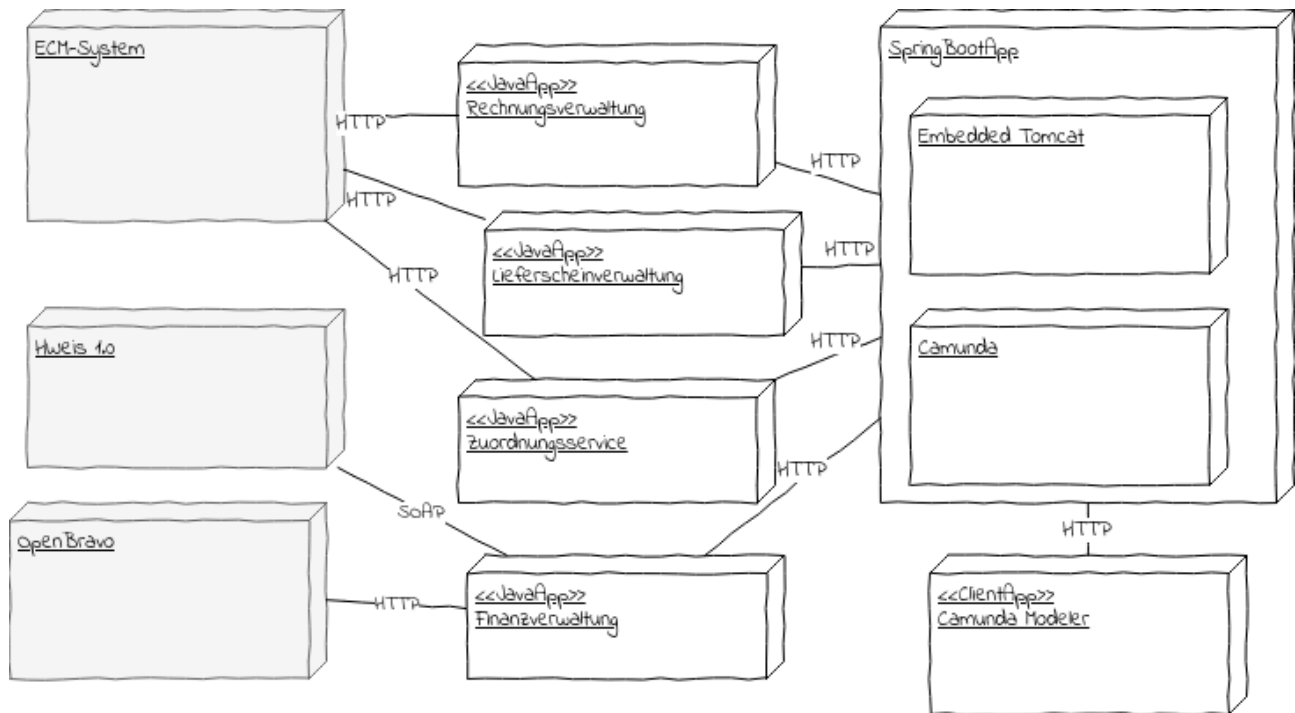 ECM-System
<<JavaApp>>
Rechnungsverwaltung
SpringBootApp
Embedded Tomcat
HTTP
HTTP
HTTP
<<JavaApp>>
Lieferscheinverwaltung
HTTP
HTTP
Hweis 1.0
HTTP
Camunda
<<JavaApp>>
Zuordnungsservice
HTTP
SOAP
OpenBravo
HTTP
HTTP
<<JavaApp>>
Finanzverwaltung
<<ClientApp>>
Camunda Modeler